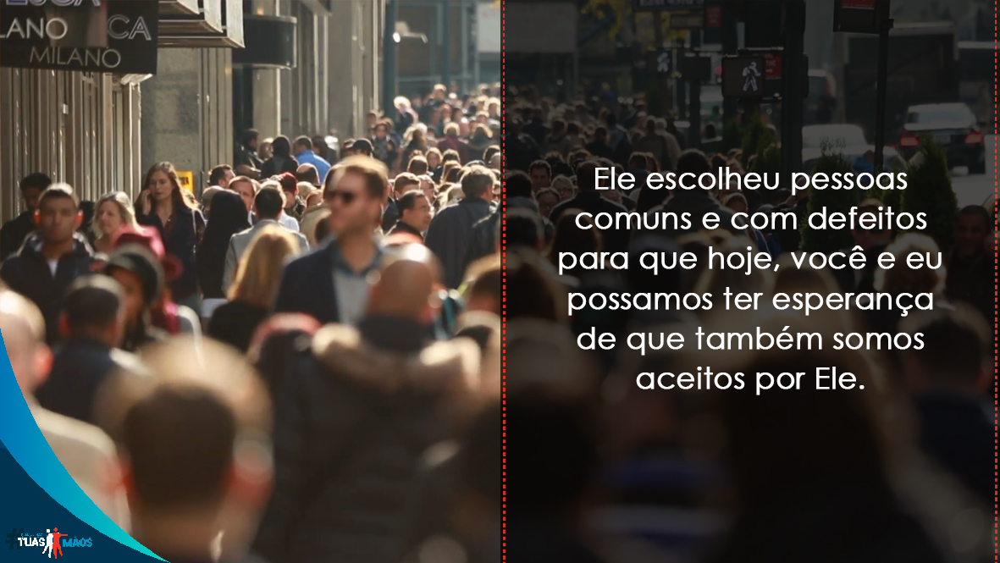 LANO
CA
MILANO
Ele escolheu pessoas
comuns e com defeitos
para que hoje, você e eu
possamos ter esperança
de que também somos
aceitos por Ele.
TUAS MÃOS